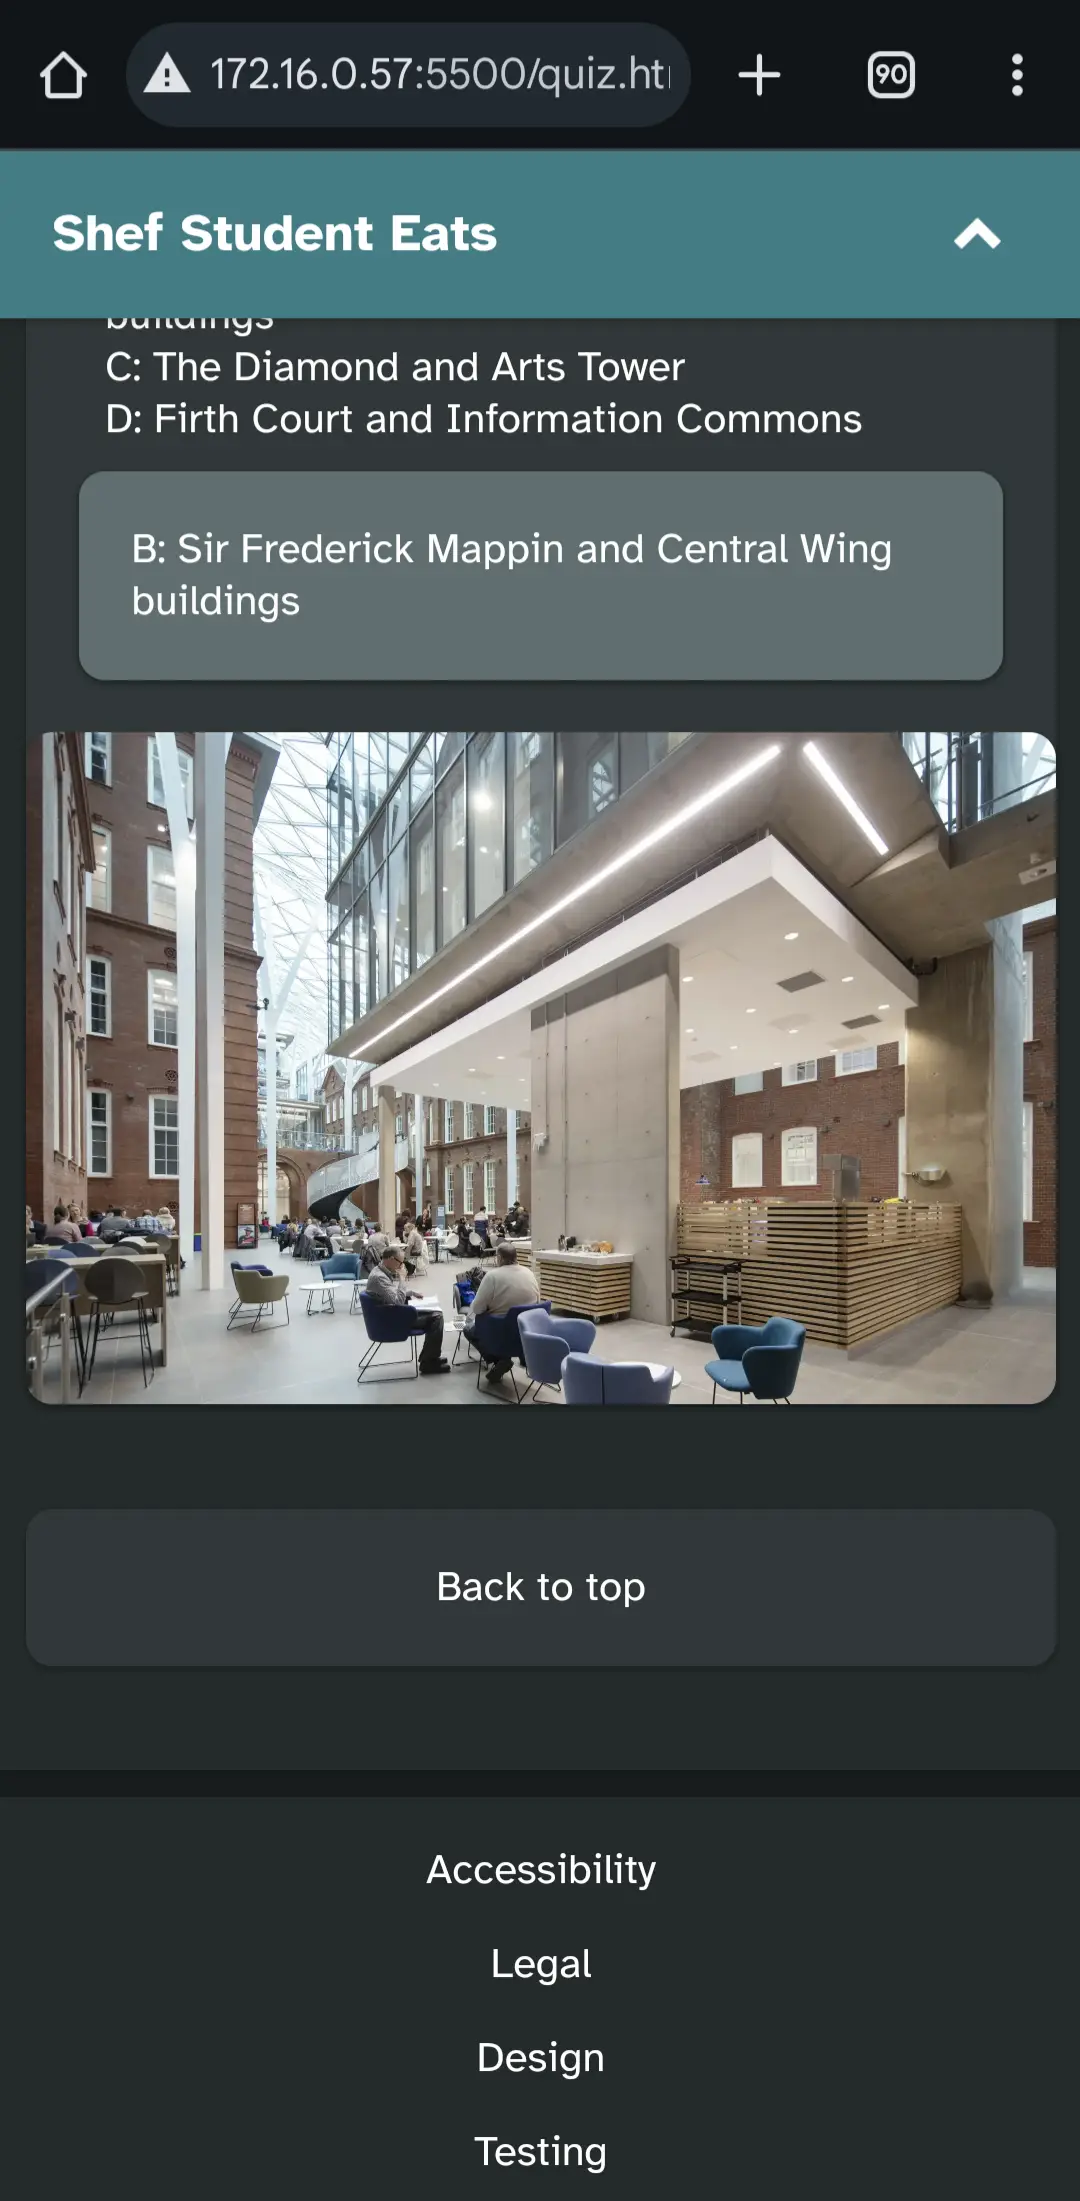 172.16.0.57:5500/quiz.ht
90
Shef Student Eats
buildings
C: The Diamond and Arts Tower
D: Firth Court and Information Commons
B: Sir Frederick Mappin and Central Wing
buildings
Back to top
Accessibility
Legal
Design
Testing